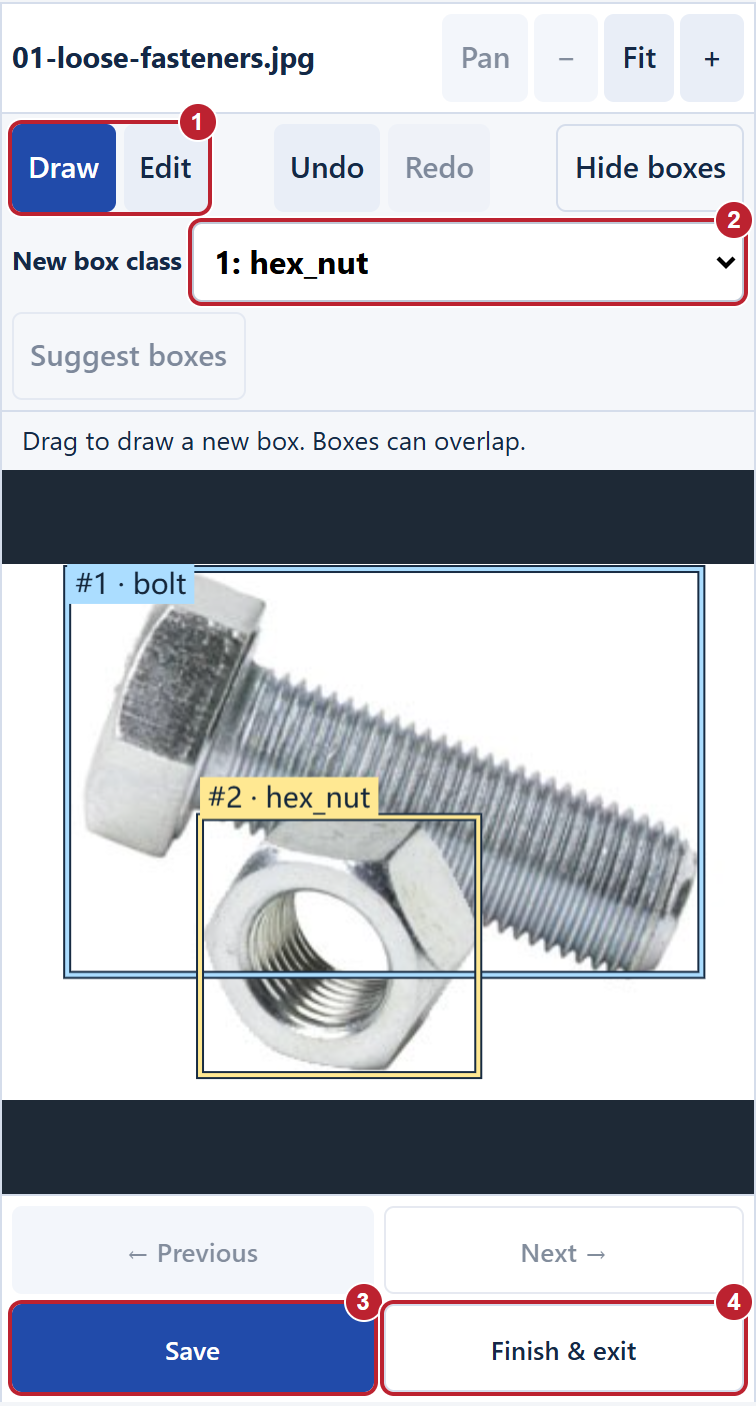 01-loose-fasteners.jpg Pan − Fit +
1
Draw Edit Undo Redo Hide boxes
2
New box class 1: hex_nut
Suggest boxes
Drag to draw a new box. Boxes can overlap.
#1 · bolt
#2 · hex_nut
← Previous Next →
3 4
Save Finish & exit